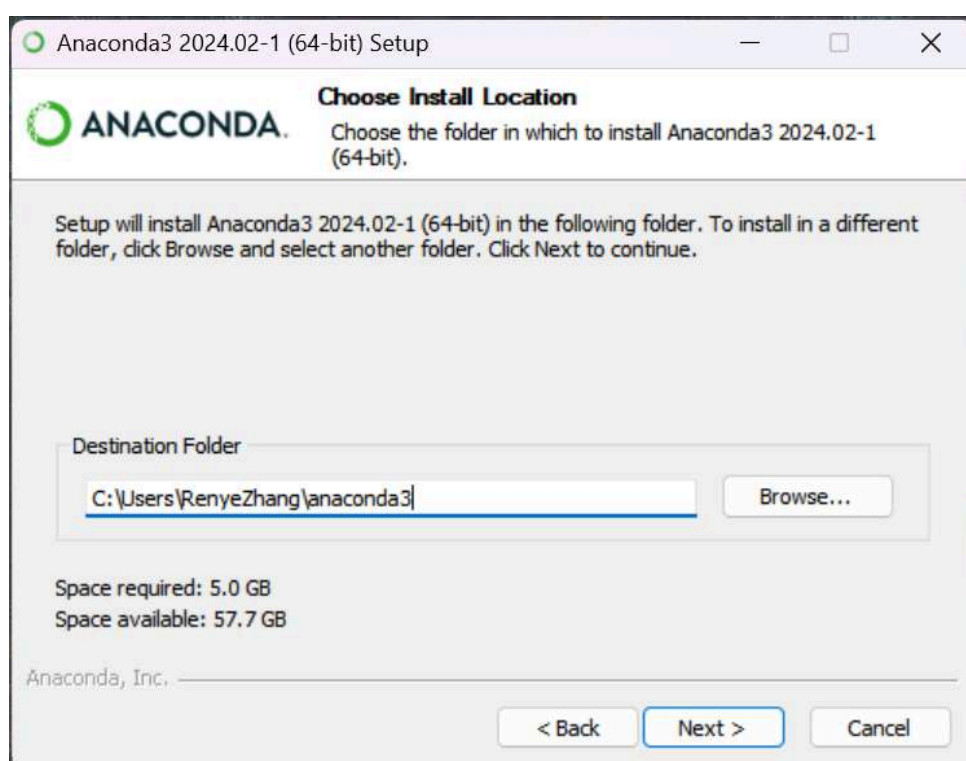 Anaconda3 2024.02-1 (64-bit) Setup
ANACONDA.
Choose Install Location
Choose the folder in which to install Anaconda3 2024.02-1
(64-bit).
Setup will install Anaconda3 2024.02-1 (64-bit) in the following folder. To install in a different
folder, click Browse and select another folder. Click Next to continue.
Destination Folder
C:\Users\RenyeZhang\anaconda3
Browse...
Space required: 5.0 GB
Space available: 57.7 GB
Anaconda, Inc.
< Back
Next >
Cancel